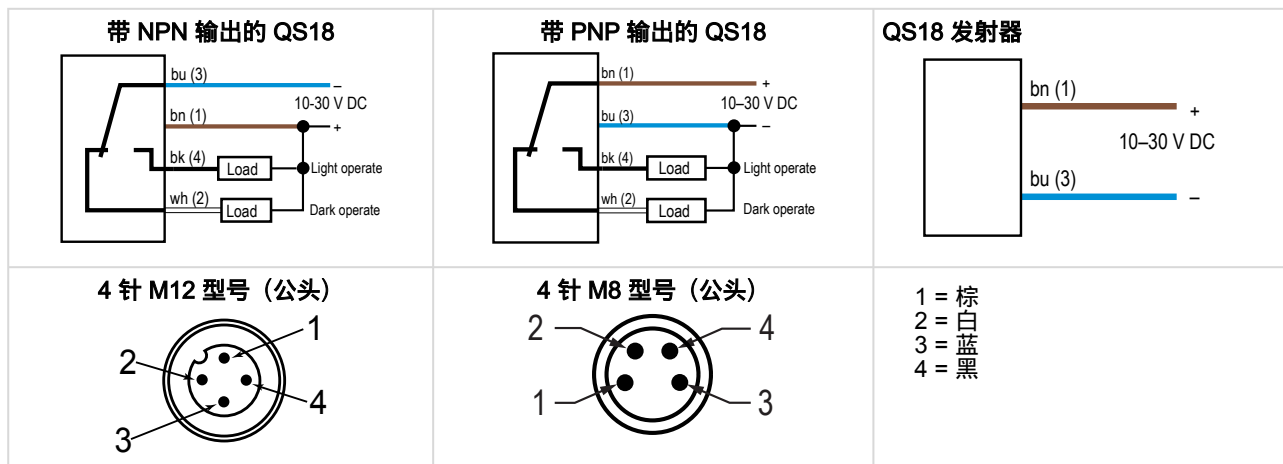 带 NPN 输出的 QS18
bu (3)
–
10-30 V DC
bn (1)
+
bk (4)
Load
Light operate
wh (2)
Load
Dark operate
带 PNP 输出的 QS18
bn (1)
+
10–30 V DC
bu (3)
–
bk (4)
Load
Light operate
wh (2)
Load
Dark operate
QS18 发射器
bn (1)
+
10–30 V DC
bu (3)
–
4 针 M12 型号（公头）
1
2
4
3
4 针 M8 型号（公头）
2
4
1
3
1 = 棕
2 = 白
3 = 蓝
4 = 黑